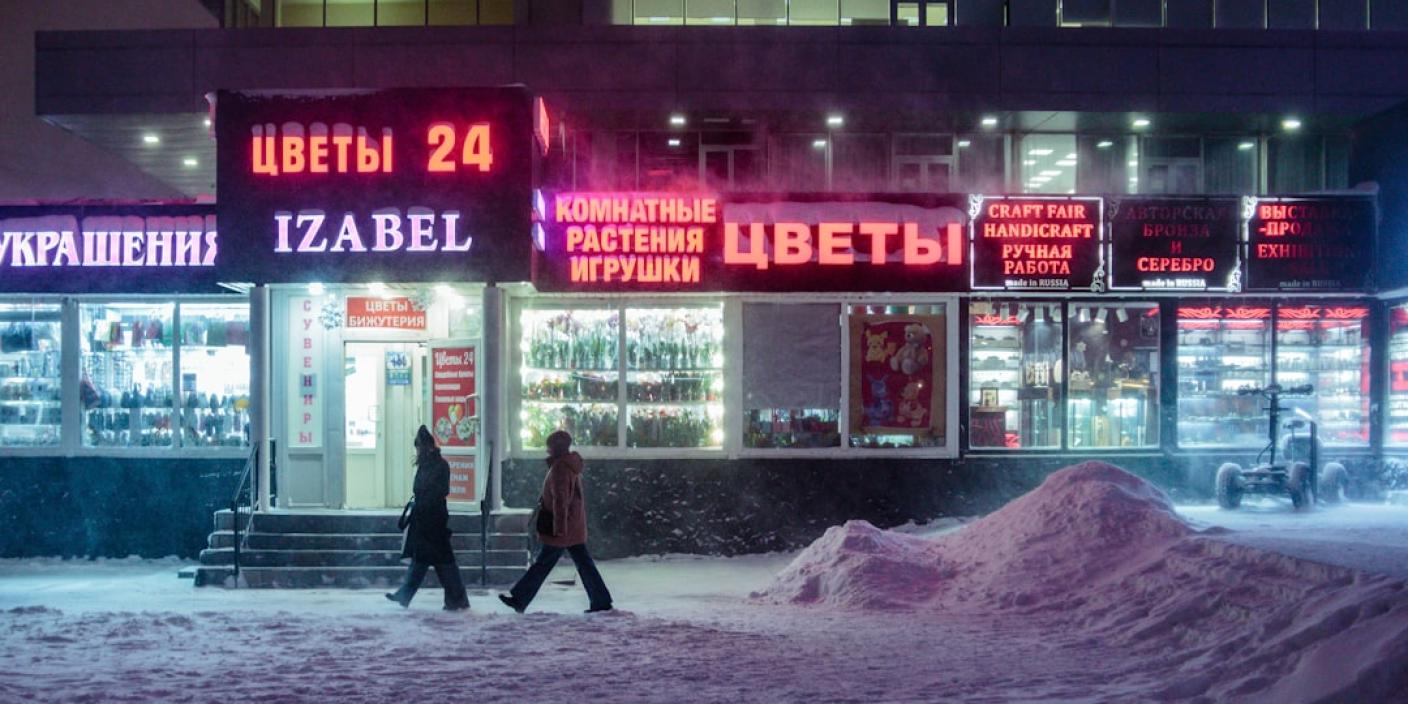 УКРАШЕНИЯ
ЦВЕТЫ 24
IZABEL
СУВЕНИРЫ
ЦВЕТЫ
БИЖУТЕРИЯ
Цветы 24
КОМНАТНЫЕ
РАСТЕНИЯ
ИГРУШКИ
ЦВЕТЫ
CRAFT FAIR
HANDICRAFT
РУЧНАЯ
РАБОТА
made in RUSSIA
АВТОРСКАЯ
БРОНЗА
И
СЕРЕБРО
made in RUSSIA
ВЫСТАВКА
-ПРОДАЖА
EXHIBITION
made in RUSSIA